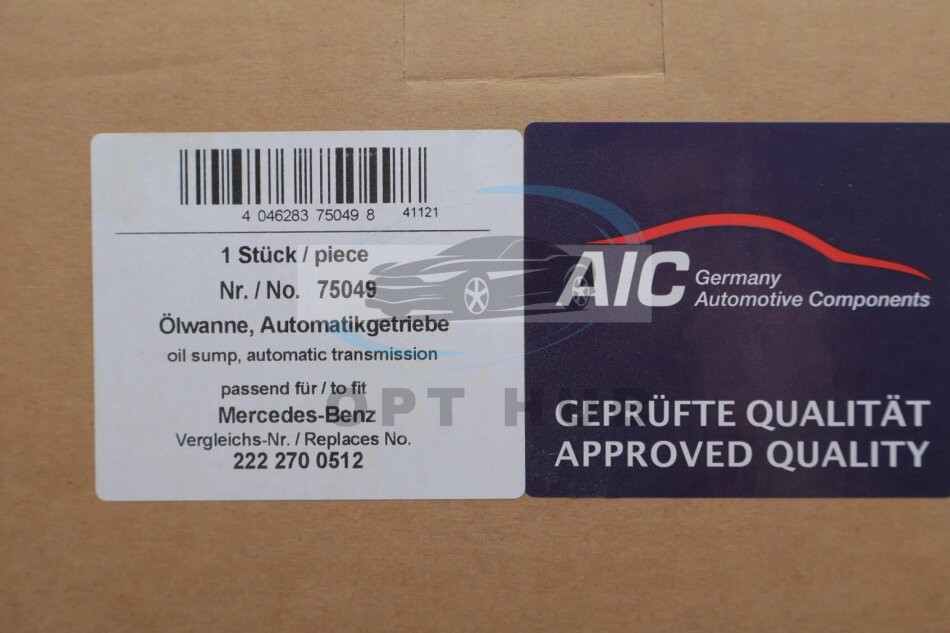 4 046283 75049 8 41121
1 Stück / piece
Nr. / No. 75049
Ölwanne, Automatikgetriebe
oil sump, automatic transmission
passend für / to fit
Mercedes-Benz
Vergleichs-Nr. / Replaces No.
222 270 0512
AIC Germany
Automotive Components
GEPRÜFTE QUALITÄT
APPROVED QUALITY
OPT HUB